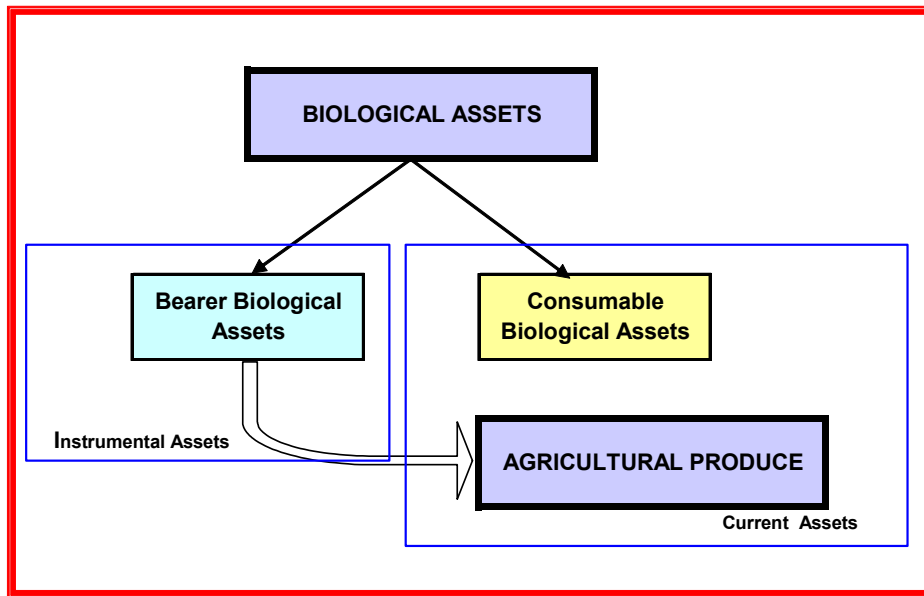 BIOLOGICAL ASSETS
Bearer Biological
Assets
Consumable
Biological Assets
Instrumental Assets
AGRICULTURAL PRODUCE
Current Assets